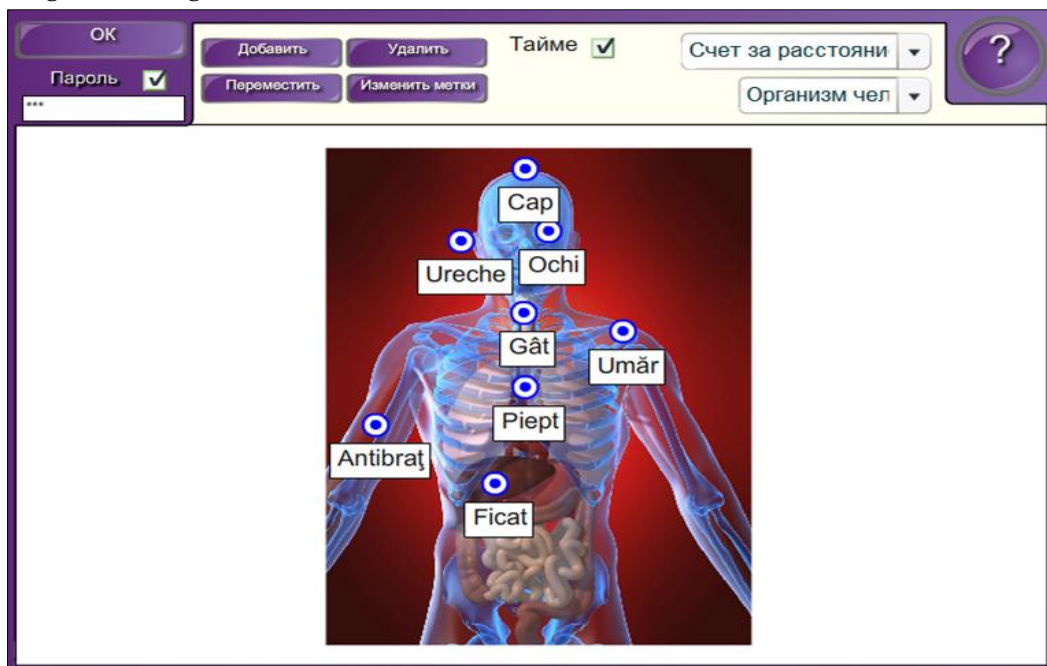 ОК
Пароль
***
Добавить
Удалить
Переместить
Изменить метки
Тайме
Счет за расстояни
Организм чел
?
Cap
Ureche
Ochi
Gât
Umăr
Piept
Antibraţ
Ficat